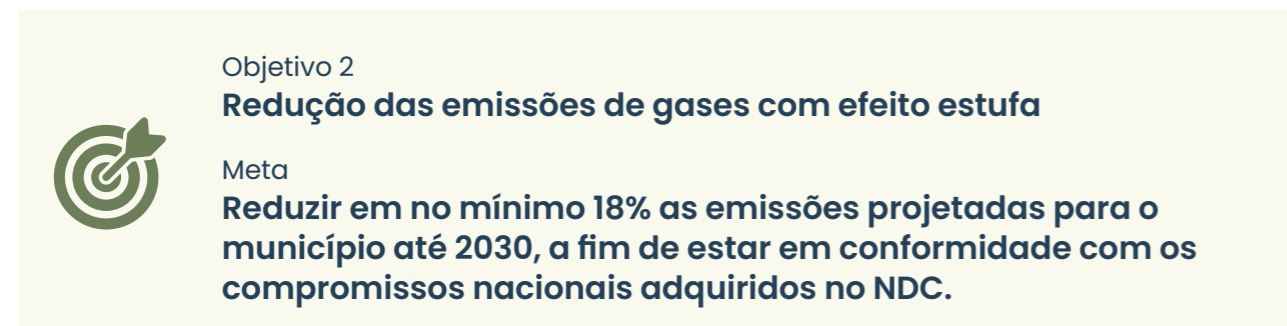 Objetivo 2
Redução das emissões de gases com efeito estufa
Meta
Reduzir em no mínimo 18% as emissões projetadas para o
município até 2030, a fim de estar em conformidade com os
compromissos nacionais adquiridos no NDC.